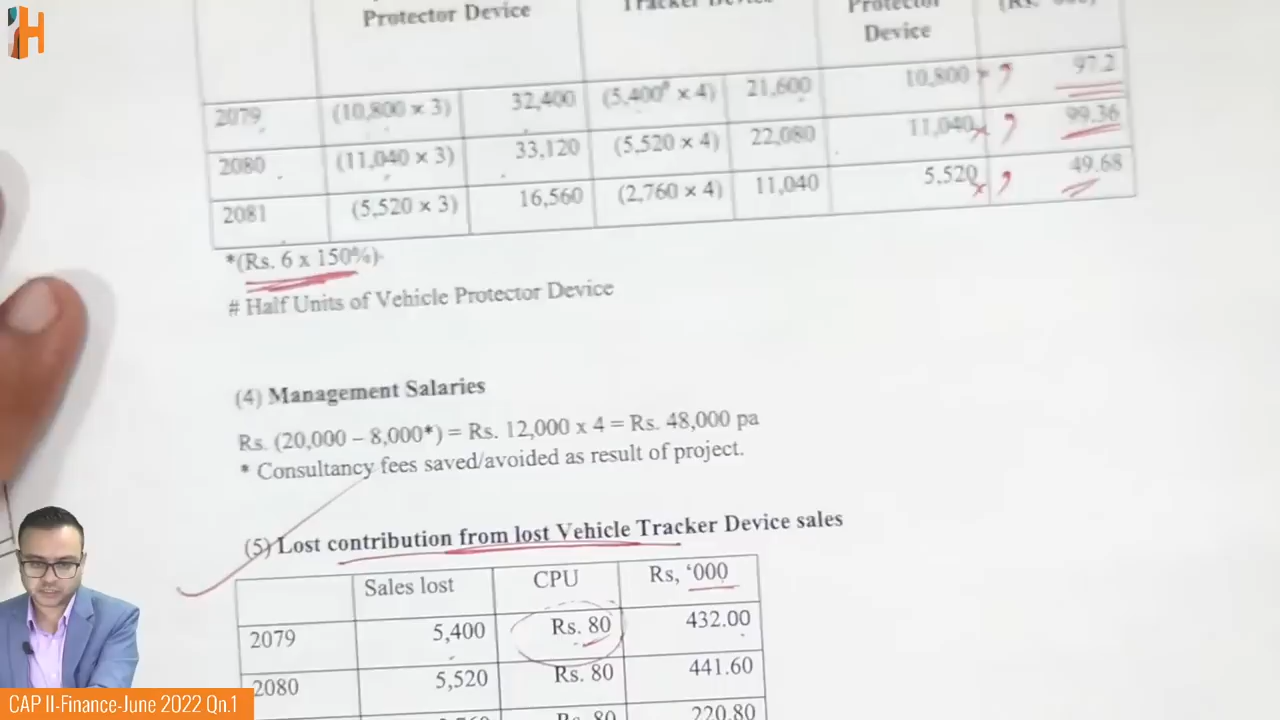 H
Protector Device
Protector
Device
2079 (10,800 x 3) 32,400 (5,400# x 4) 21,600 10,800 97.2
2080 (11,040 x 3) 33,120 (5,520 x 4) 22,080 11,040 99.36
2081 (5,520 x 3) 16,560 (2,760 x 4) 11,040 5,520 49.68
*(Rs. 6 x 150%)
# Half Units of Vehicle Protector Device
(4) Management Salaries
Rs. (20,000 – 8,000*) = Rs. 12,000 x 4 = Rs. 48,000 pa
* Consultancy fees saved/avoided as result of project.
(5) Lost contribution from lost Vehicle Tracker Device sales
Sales lost CPU Rs, ‘000
2079 5,400 Rs. 80 432.00
2080 5,520 Rs. 80 441.60
Rs. 80 220.80
CAP II-Finance-June 2022 Qn.1